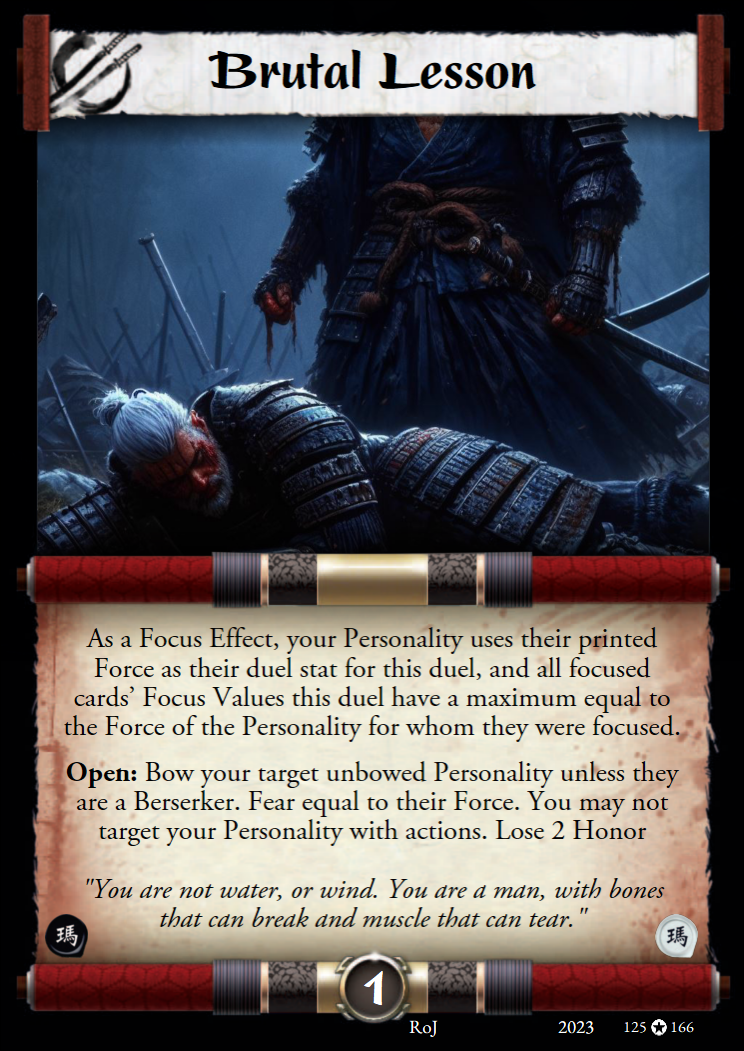 Brutal Lesson
As a Focus Effect, your Personality uses their printed
Force as their duel stat for this duel, and all focused
cards' Focus Values this duel have a maximum equal to
the Force of the Personality for whom they were focused.
Open: Bow your target unbowed Personality unless they
are a Berserker. Fear equal to their Force. You may not
target your Personality with actions. Lose 2 Honor
"You are not water, or wind. You are a man, with bones
that can break and muscle that can tear."
瑪 瑪
1
RoJ 2023 125 ✪ 166